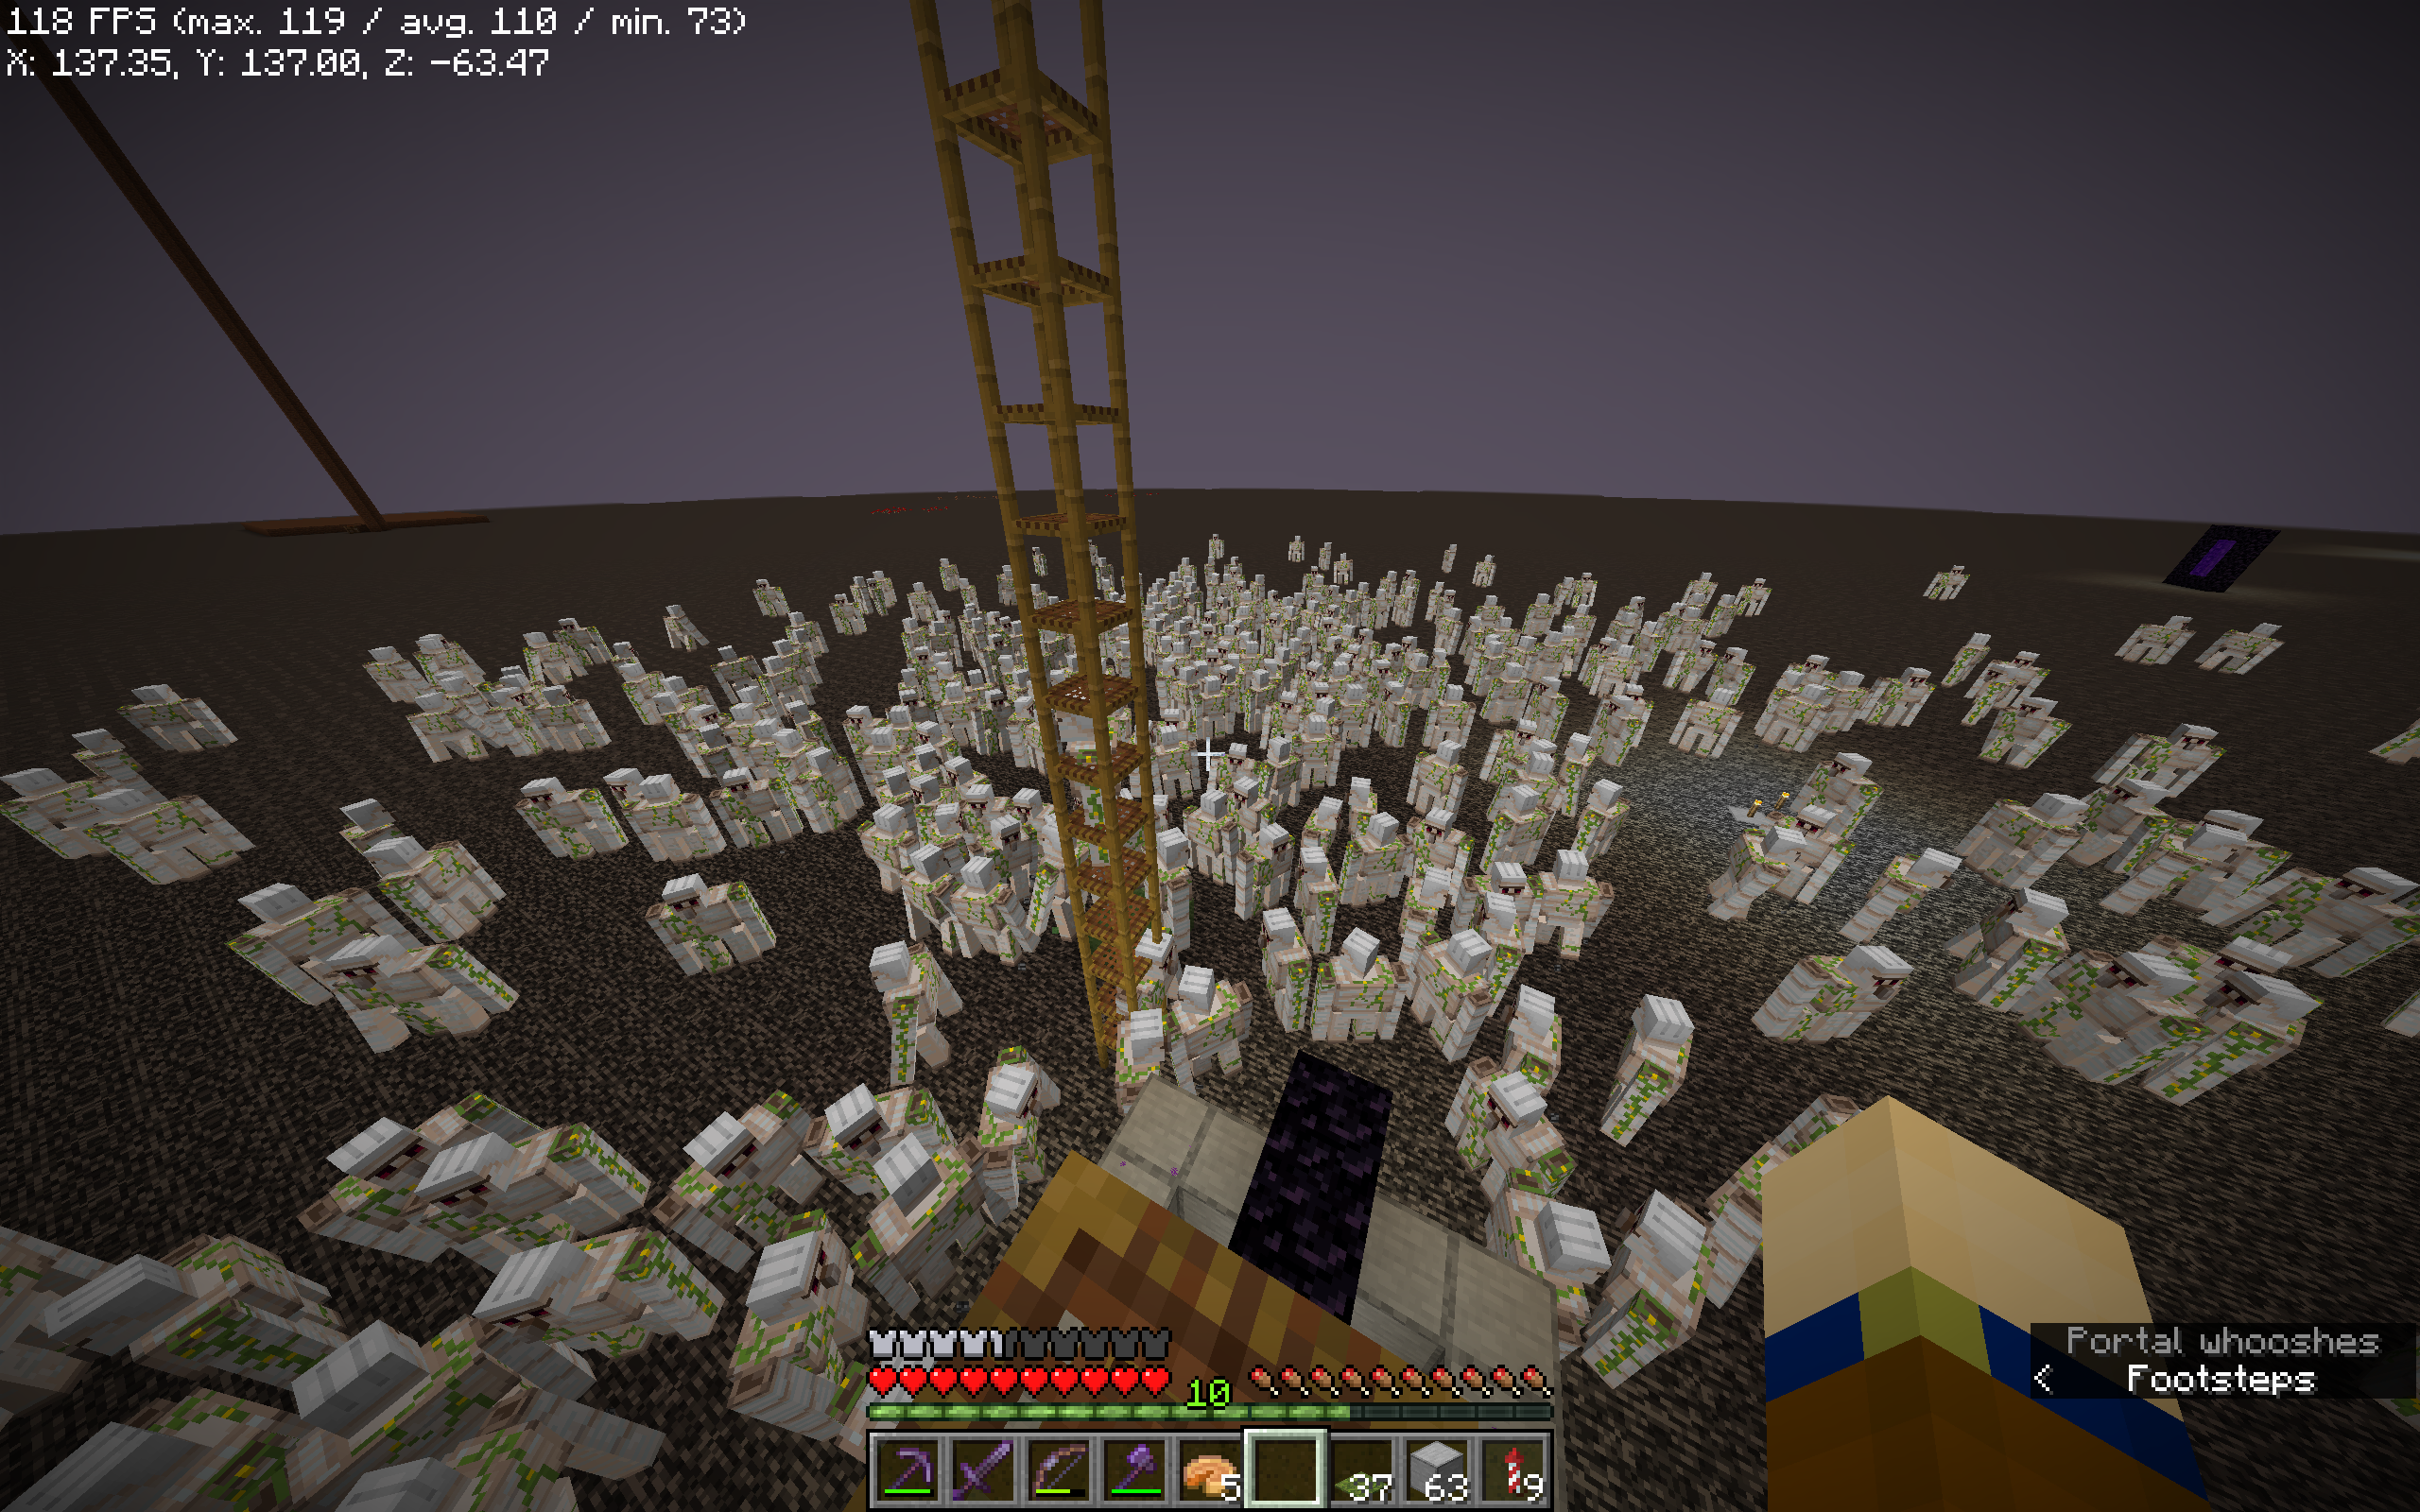 118 FPS (max. 119 / avg. 110 / min. 73)
X: 137.35, Y: 137.00, Z: -63.47
Portal whooshes
< Footsteps
10
5 37 63 9